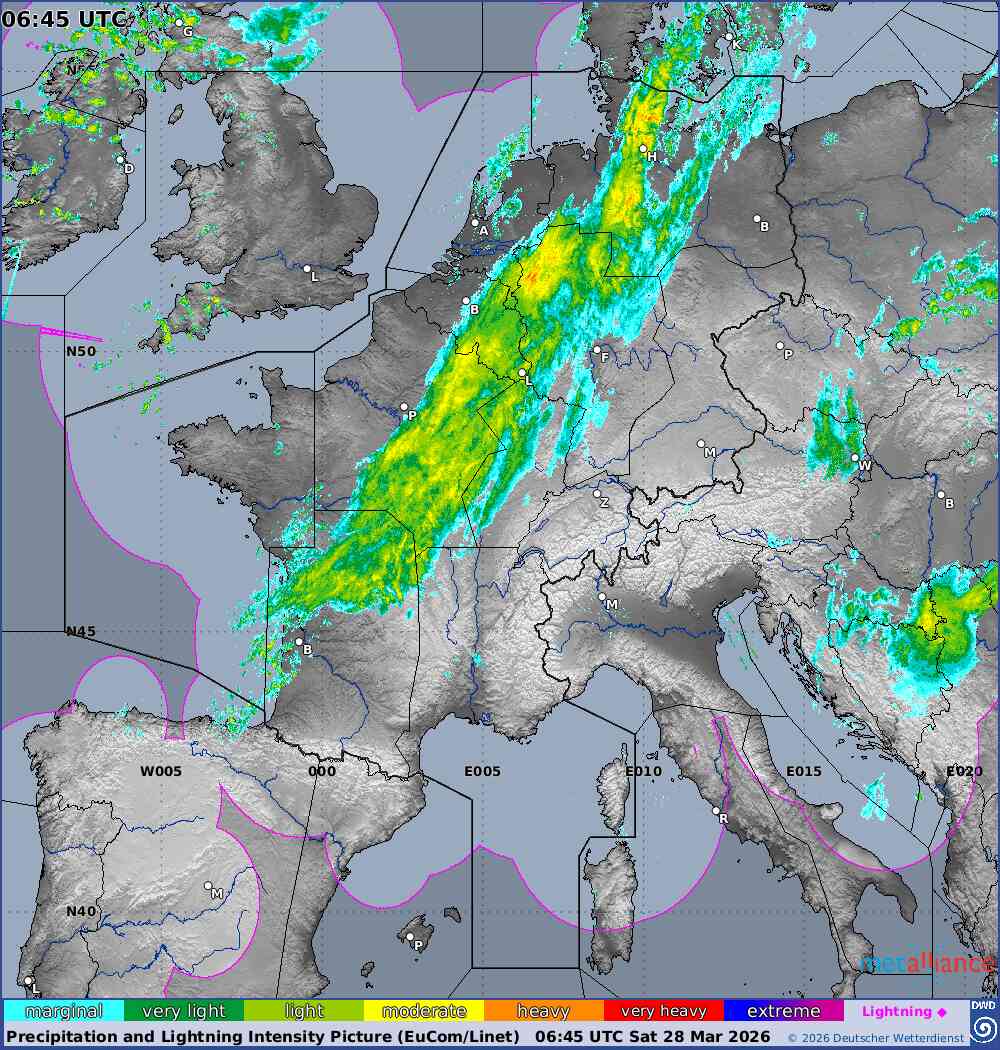 06:45 UTC
G
K
N55
H
D
A
B
L
B
N50
F
P
L
P
M
W
Z
B
M
N45
B
W005
000
E005
E010
E015
E020
R
M
N40
P
metalliance
L
marginal very light light moderate heavy very heavy extreme Lightning ◆ DWD
Precipitation and Lightning Intensity Picture (EuCom/Linet) 06:45 UTC Sat 28 Mar 2026 © 2026 Deutscher Wetterdienst